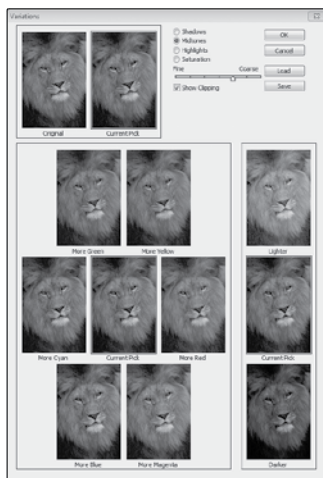 Variations
Original
Current Pick
Shadows
Midtones
Highlights
Saturation
Fine
Coarse
Show Clipping
OK
Cancel
Load
Save
More Green
More Yellow
More Cyan
Current Pick
More Red
More Blue
More Magenta
Lighter
Current Pick
Darker